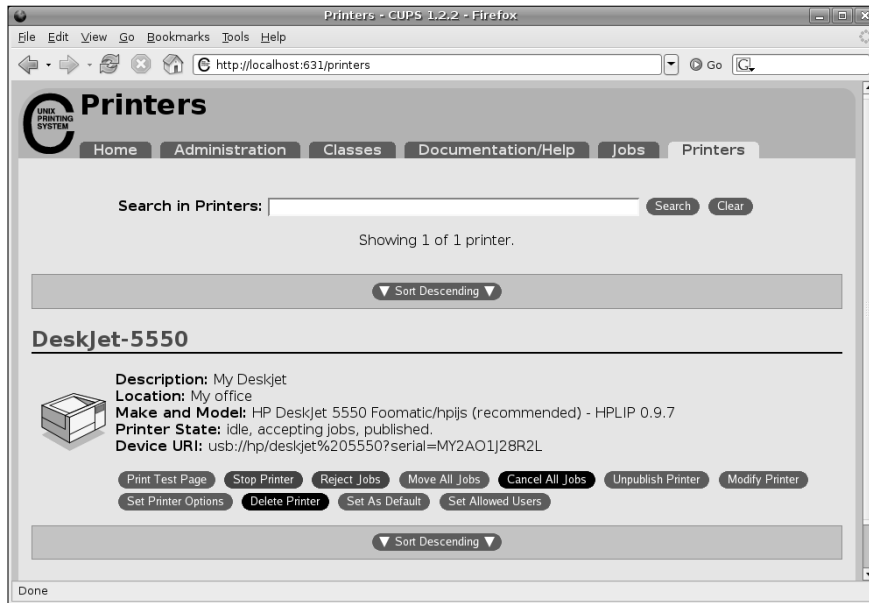 Printers - CUPS 1.2.2 - Firefox
File Edit View Go Bookmarks Tools Help
http://localhost:631/printers Go G
UNIX PRINTING SYSTEM
Printers
Home Administration Classes Documentation/Help Jobs Printers
Search in Printers: Search Clear
Showing 1 of 1 printer.
▼ Sort Descending ▼
DeskJet-5550
Description: My Deskjet
Location: My office
Make and Model: HP DeskJet 5550 Foomatic/hpijs (recommended) - HPLIP 0.9.7
Printer State: idle, accepting jobs, published.
Device URI: usb://hp/deskjet%205550?serial=MY2AO1J28R2L
Print Test Page Stop Printer Reject Jobs Move All Jobs Cancel All Jobs Unpublish Printer Modify Printer
Set Printer Options Delete Printer Set As Default Set Allowed Users
▼ Sort Descending ▼
Done